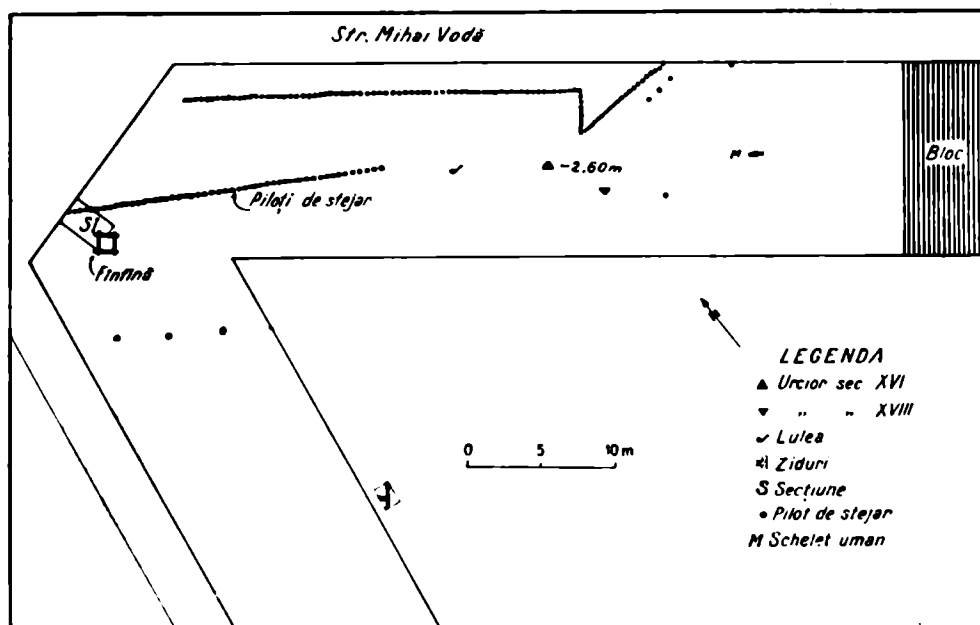 Str. Mihai Vodă
Bloc
M
-2.60m
Piloți de stejar
S
Fîntînă
LEGENDA
Urcior sec XVI
„ „ XVIII
Lulea
Ziduri
S Secțiune
Pilot de stejar
M Schelet uman
0 5 10m